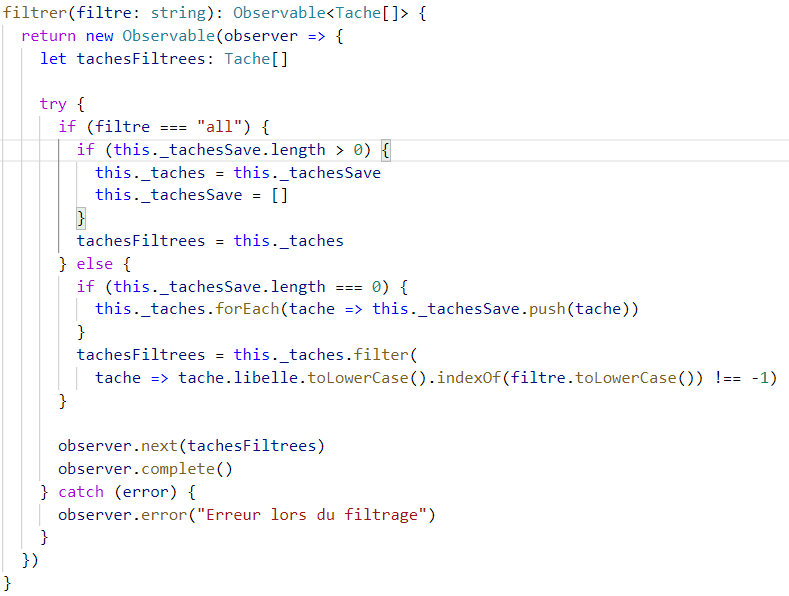 filtrer(filtre: string): Observable<Tache[]> {
  return new Observable(observer => {
    let tachesFiltrees: Tache[]

    try {
      if (filtre === "all") {
        if (this._tachesSave.length > 0) {
          this._taches = this._tachesSave
          this._tachesSave = []
        }
        tachesFiltrees = this._taches
      } else {
        if (this._tachesSave.length === 0) {
          this._taches.forEach(tache => this._tachesSave.push(tache))
        }
        tachesFiltrees = this._taches.filter(
          tache => tache.libelle.toLowerCase().indexOf(filtre.toLowerCase()) !== -1)
      }

      observer.next(tachesFiltrees)
      observer.complete()
    } catch (error) {
      observer.error("Erreur lors du filtrage")
    }
  })
}